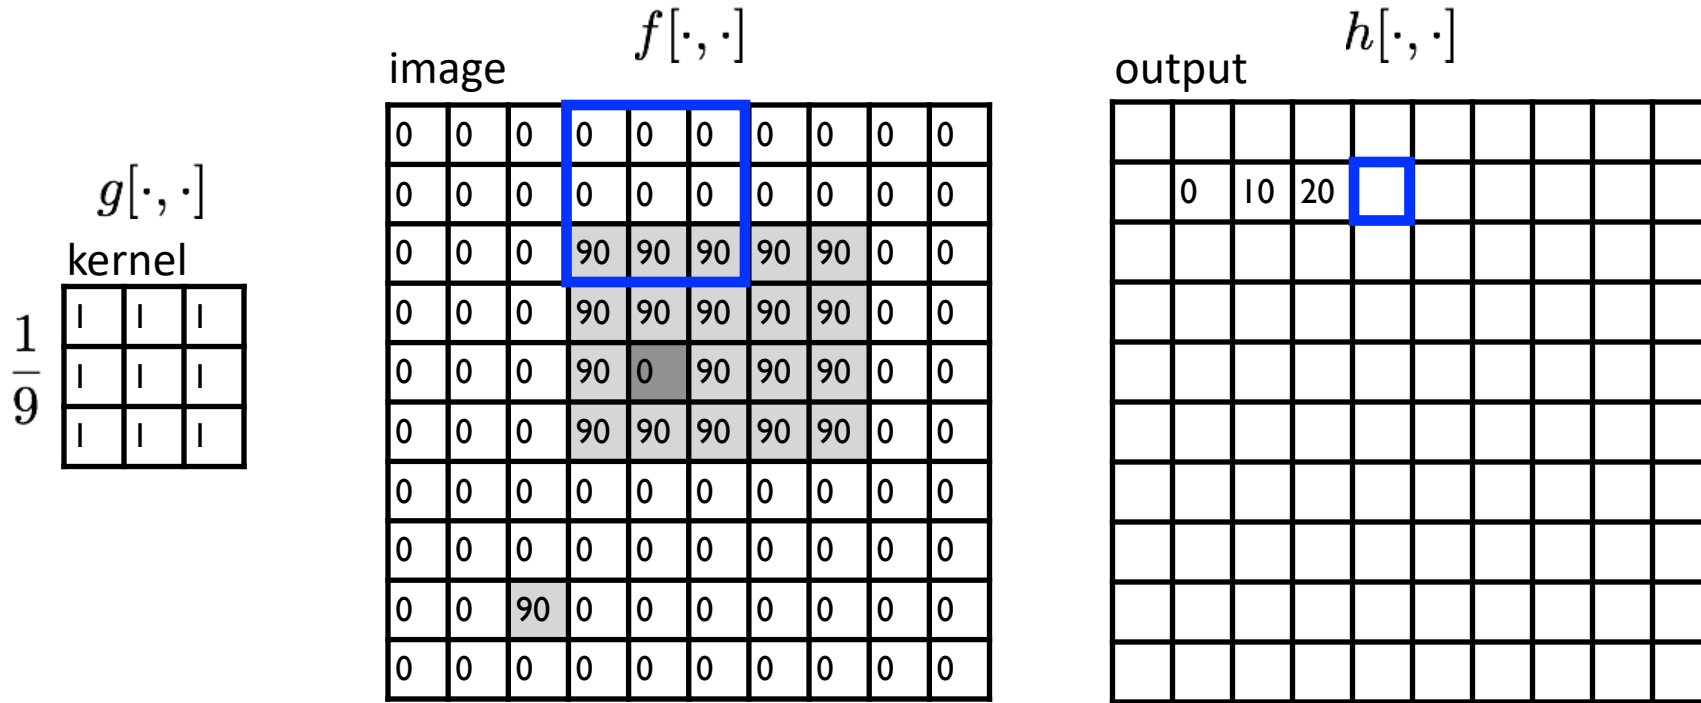 f[·, ·]
h[·, ·]
image
output
g[·, ·]
kernel
1
9
1 1 1
1 1 1
1 1 1
0 0 0 0 0 0 0 0 0 0
0 0 0 0 0 0 0 0 0 0
0 0 0 90 90 90 90 90 0 0
0 0 0 90 90 90 90 90 0 0
0 0 0 90 0 90 90 90 0 0
0 0 0 90 90 90 90 90 0 0
0 0 0 0 0 0 0 0 0 0
0 0 0 0 0 0 0 0 0 0
0 0 90 0 0 0 0 0 0 0
0 0 0 0 0 0 0 0 0 0
0 10 20